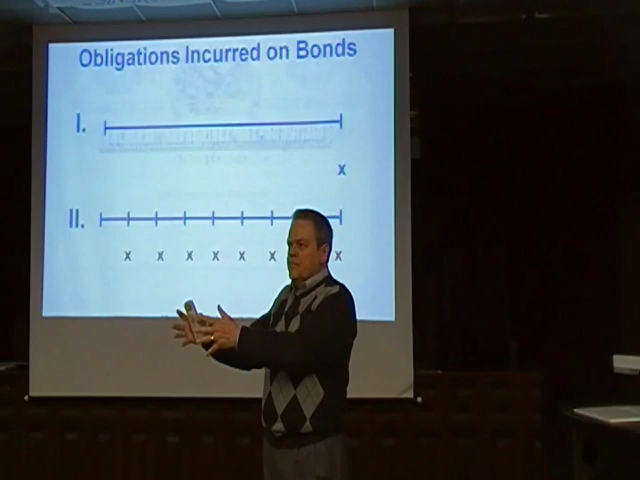 Obligations Incurred on Bonds
I.
x
II.
x x x x x x x